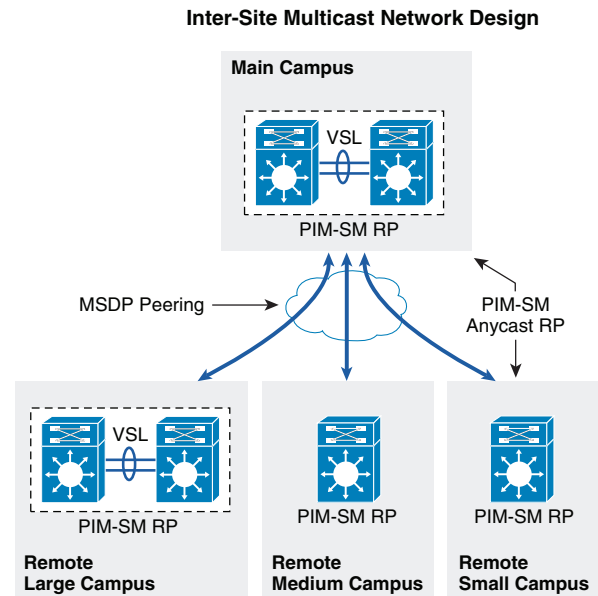 Inter-Site Multicast Network Design
Main Campus
VSL
PIM-SM RP
MSDP Peering
PIM-SM
Anycast RP
VSL
PIM-SM RP
PIM-SM RP
PIM-SM RP
Remote
Large Campus
Remote
Medium Campus
Remote
Small Campus